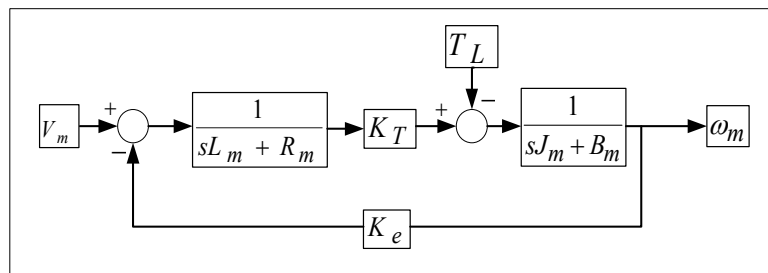 T_L
V_m
+
−
1
sL_m + R_m
K_T
+
−
1
sJ_m + B_m
ω_m
K_e